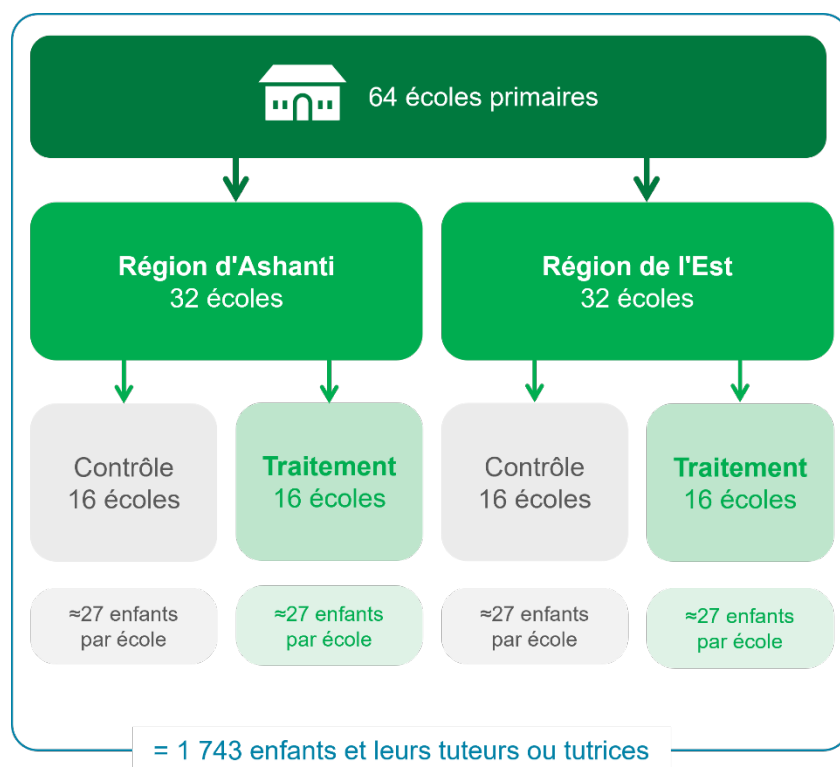 64 écoles primaires
Région d'Ashanti
32 écoles
Région de l'Est
32 écoles
Contrôle
16 écoles
Traitement
16 écoles
Contrôle
16 écoles
Traitement
16 écoles
≈27 enfants
par école
≈27 enfants
par école
≈27 enfants
par école
≈27 enfants
par école
= 1 743 enfants et leurs tuteurs ou tutrices